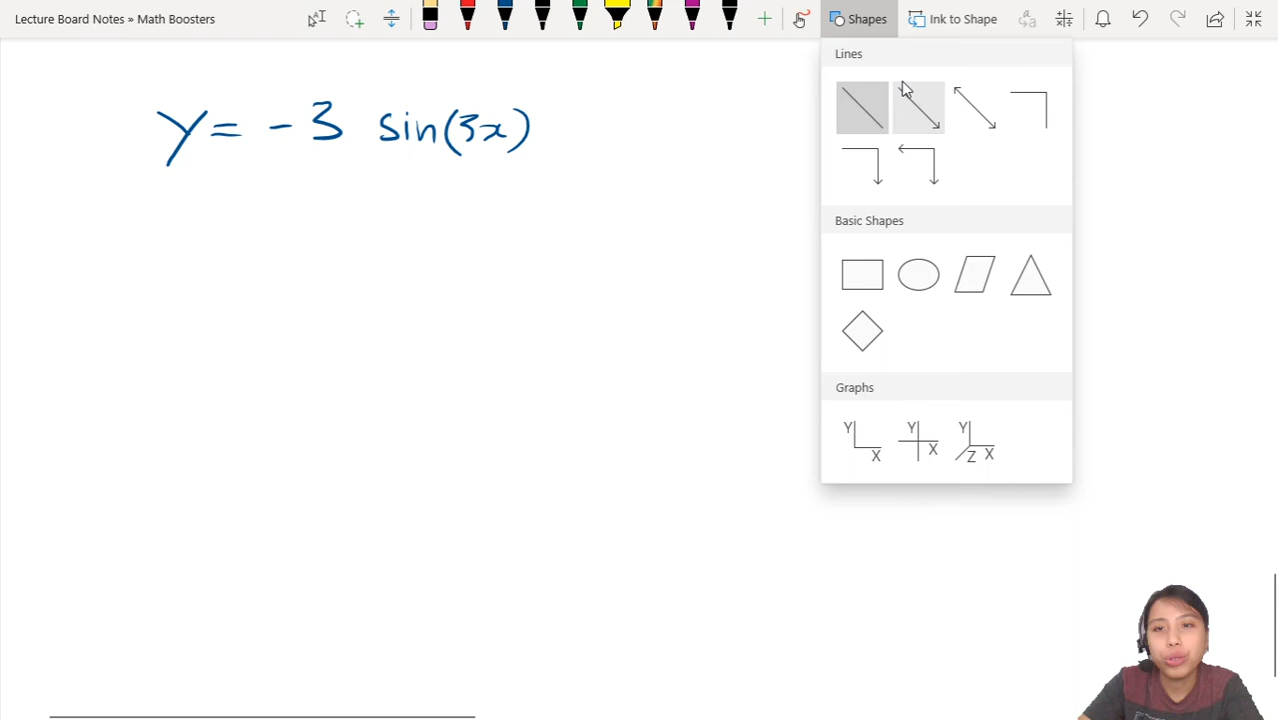 Lecture Board Notes » Math Boosters
Shapes
Ink to Shape
Lines
y = -3 sin(3x)
Basic Shapes
Graphs
Y
X
Y
X
Y
Z
X